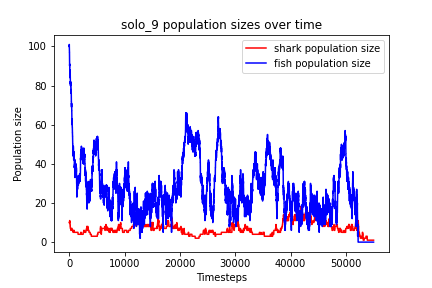 solo_9 population sizes over time
shark population size
fish population size
Population size
100
80
60
40
20
0
0
10000
20000
30000
40000
50000
Timesteps